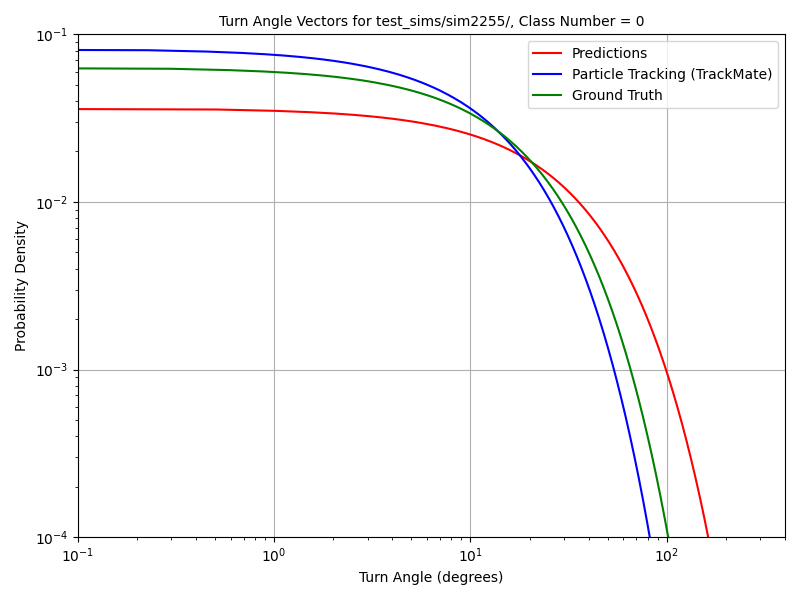 Turn Angle Vectors for test_sims/sim2255/, Class Number = 0
Predictions
Particle Tracking (TrackMate)
Ground Truth
Probability Density
10⁻¹
10⁻²
10⁻³
10⁻⁴
10⁻¹
10⁰
10¹
10²
Turn Angle (degrees)